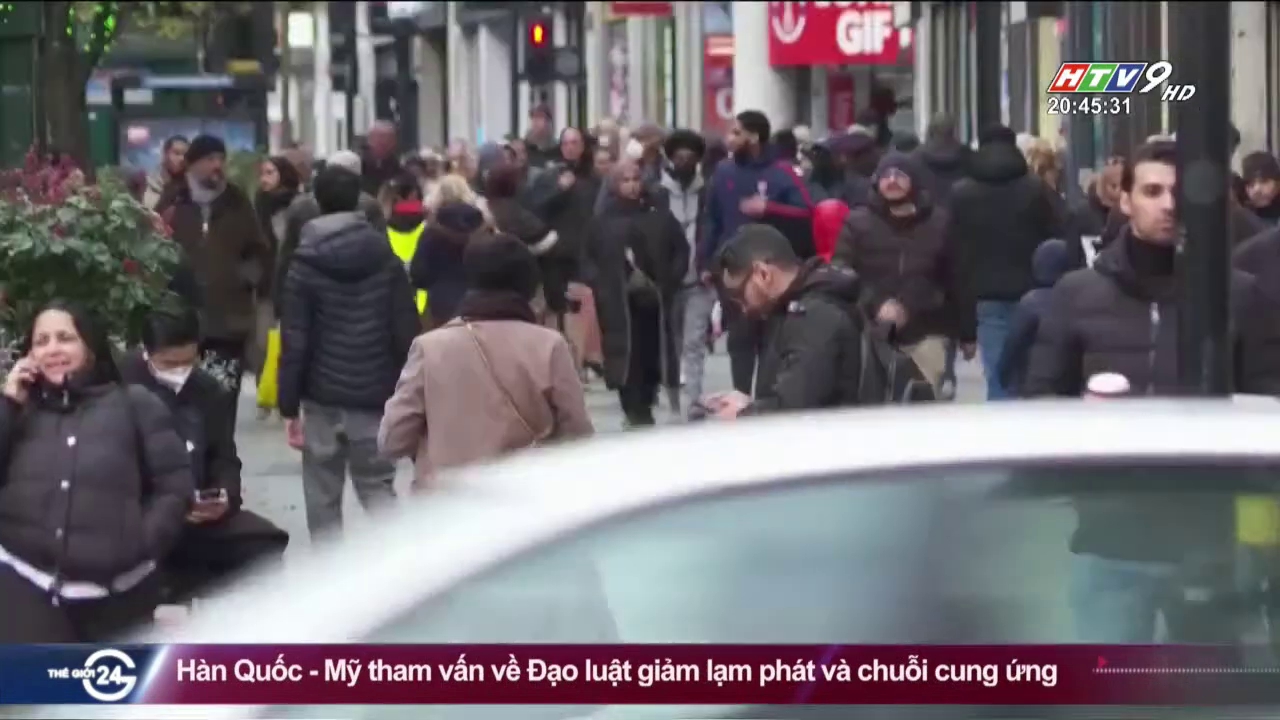 GIF
HTV9 HD
20:45:31
THẾ GIỚI 24G
Hàn Quốc - Mỹ tham vấn về Đạo luật giảm lạm phát và chuỗi cung ứng